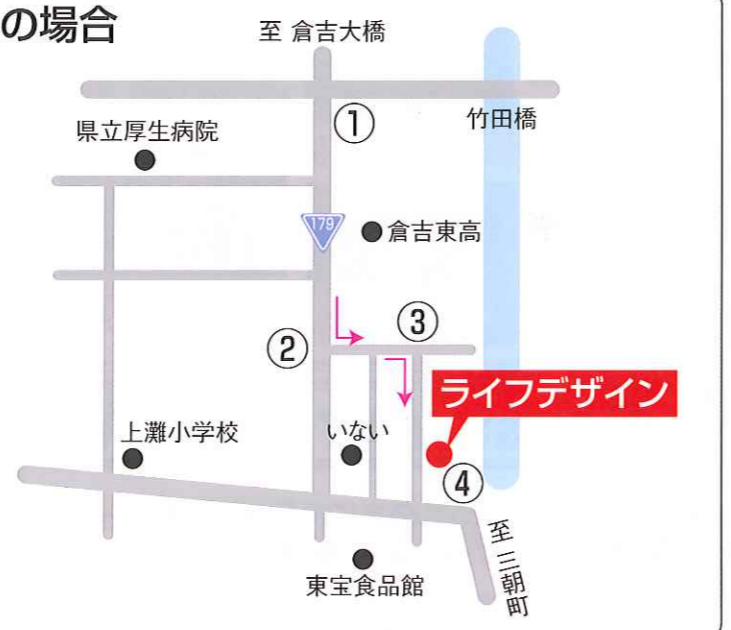 の場合
至 倉吉大橋
①
竹田橋
県立厚生病院
179
倉吉東高
③
②
ライフデザイン
上灘小学校
いない
④
至 三朝町
東宝食品館